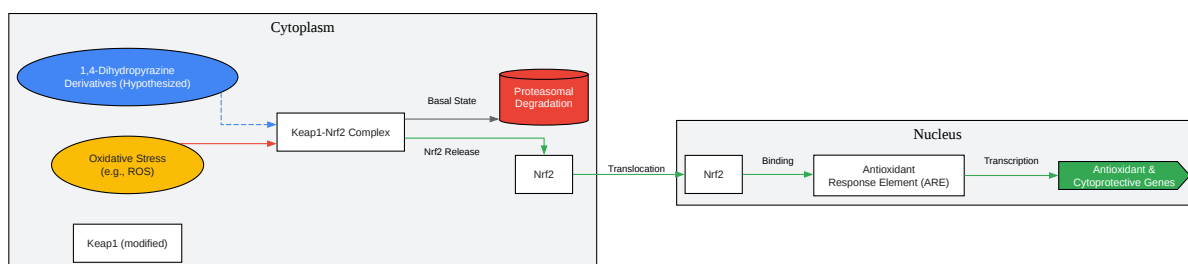 Cytoplasm
1,4-Dihydropyrazine
Derivatives (Hypothesized)
Oxidative Stress
(e.g., ROS)
Keap1 (modified)
Keap1-Nrf2 Complex
Basal State
Nrf2 Release
Proteasomal
Degradation
Nrf2
Translocation
Nucleus
Nrf2
Binding
Antioxidant
Response Element (ARE)
Transcription
Antioxidant &
Cytoprotective Genes